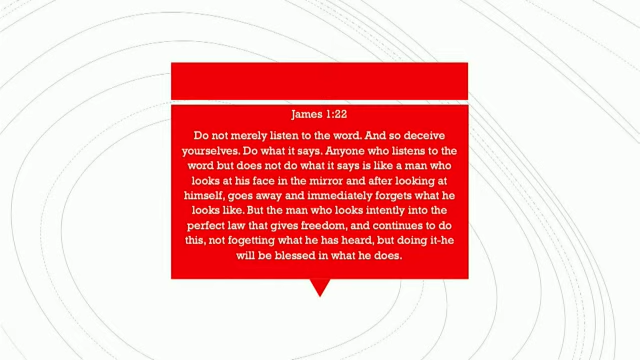 James 1:22
Do not merely listen to the word. And so deceive
yourselves. Do what it says. Anyone who listens to the
word but does not do what it says is like a man who
looks at his face in the mirror and after looking at
himself, goes away and immediately forgets what he
looks like. But the man who looks intently into the
perfect law that gives freedom, and continues to do
this, not fogetting what he has heard, but doing it-he
will be blessed in what he does.